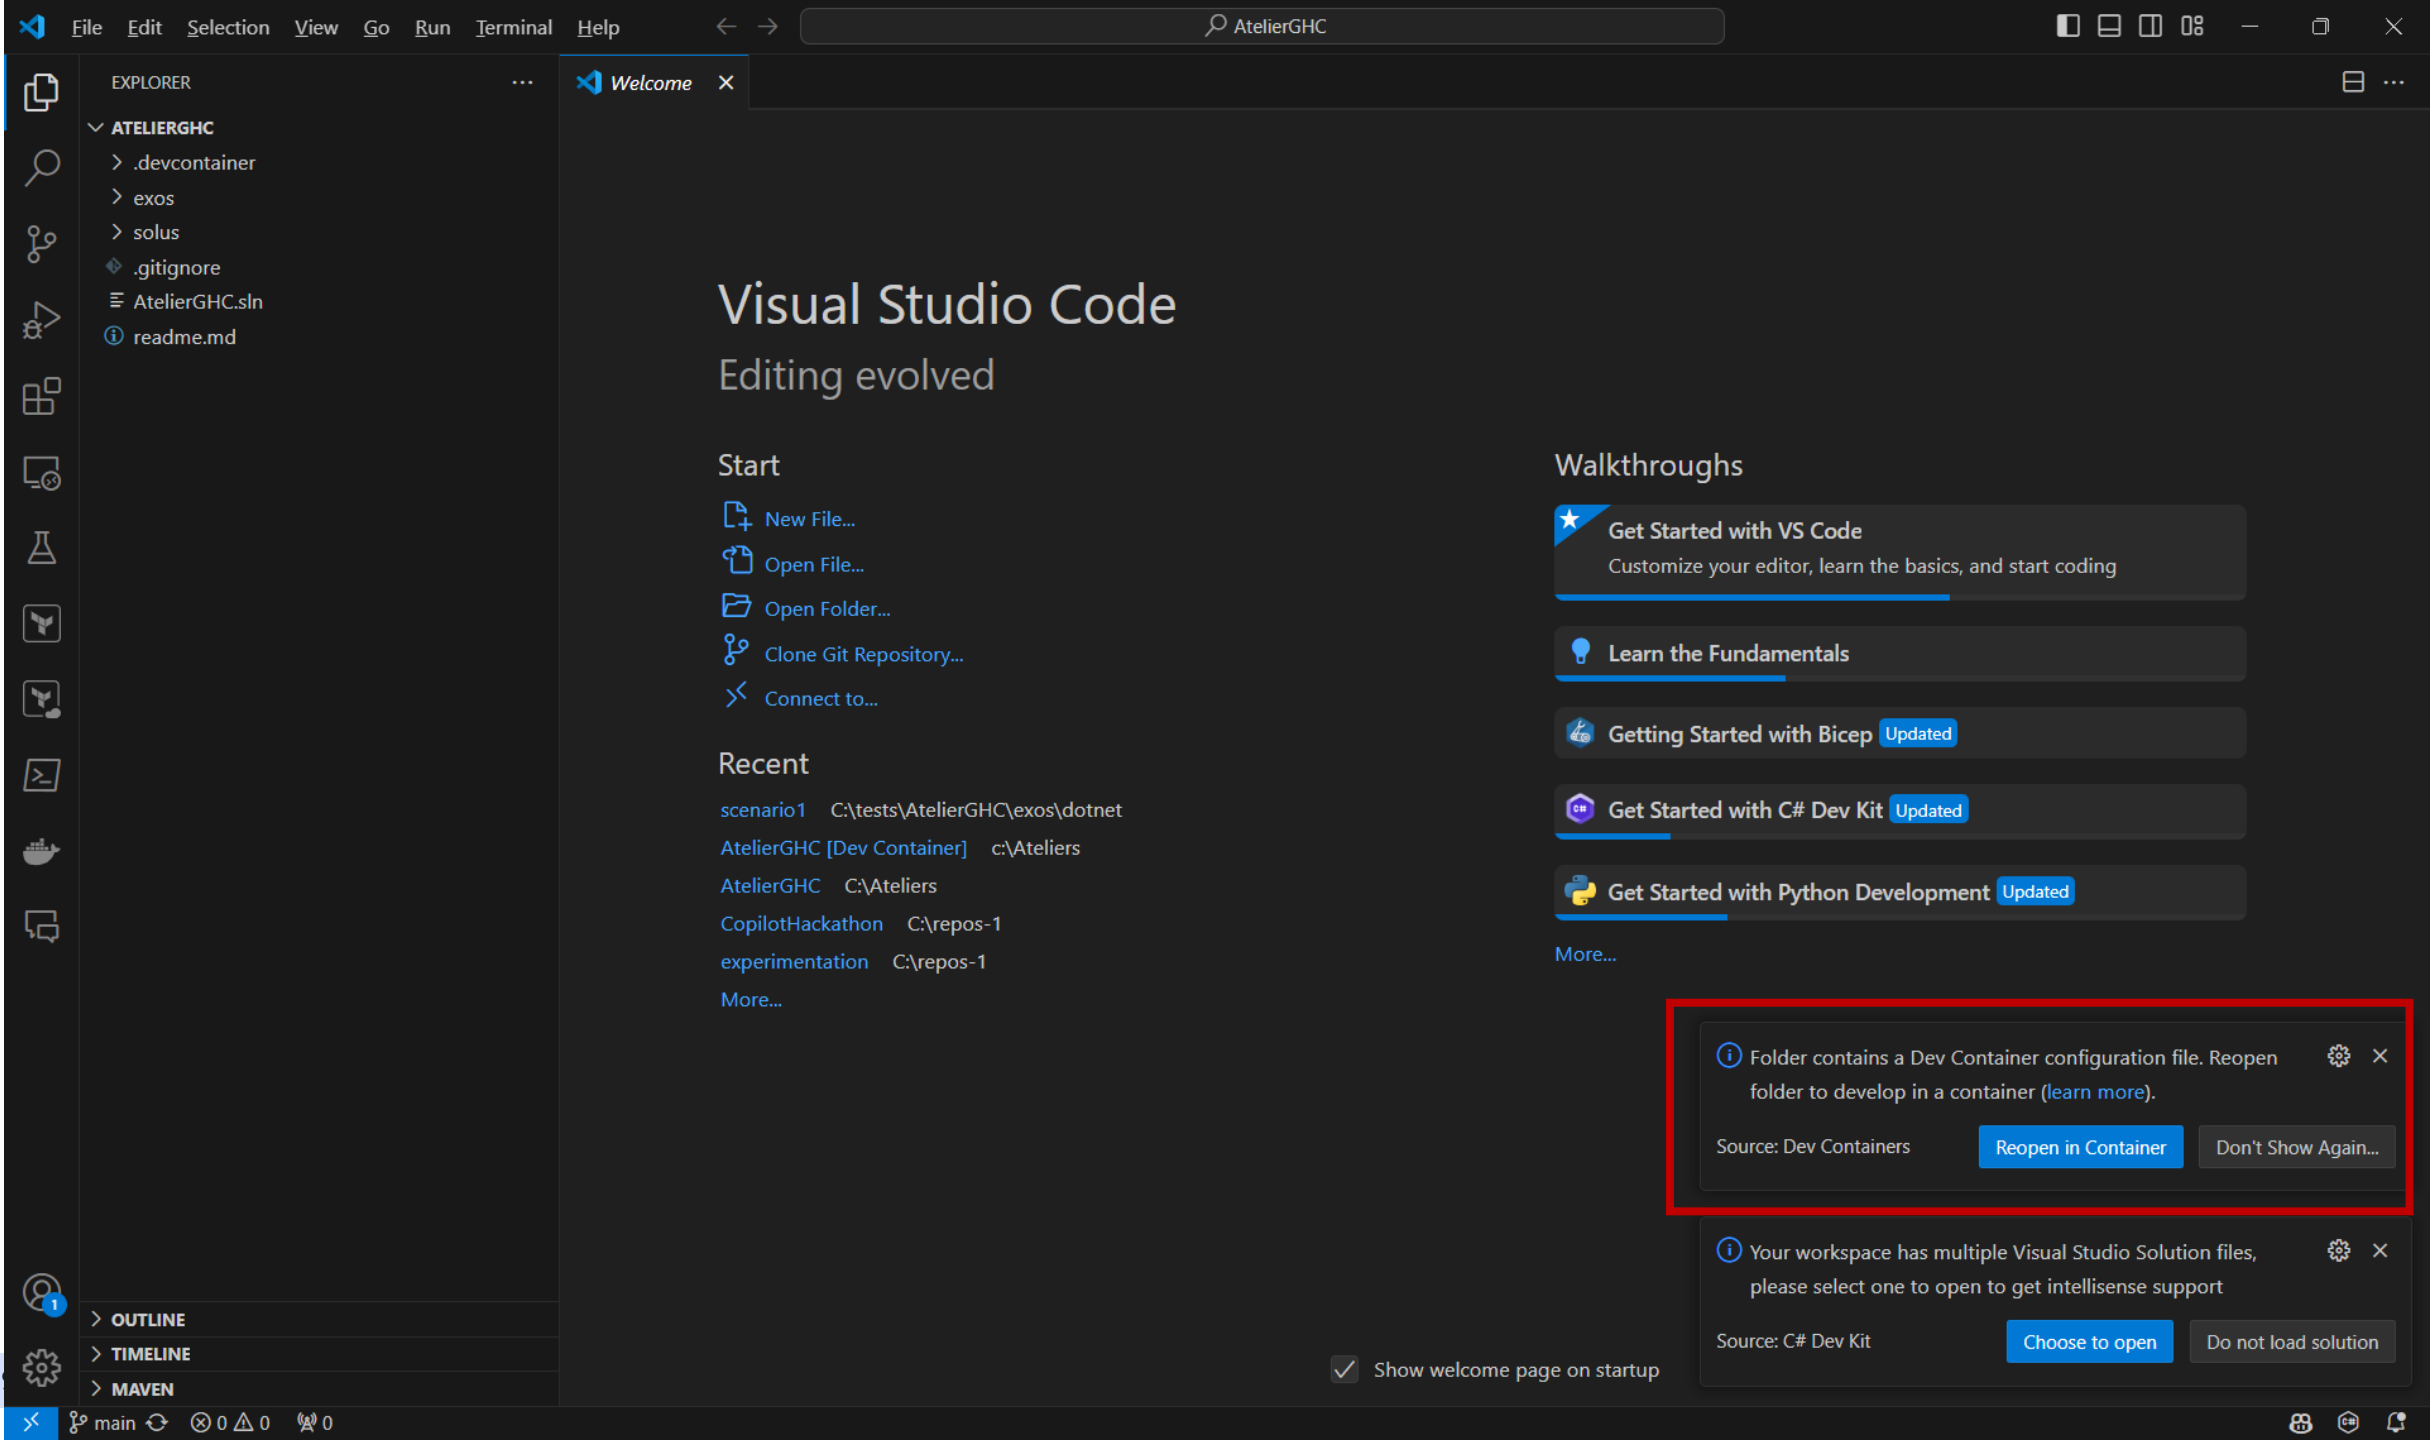 File Edit Selection View Go Run Terminal Help
AtelierGHC
EXPLORER
Welcome
ATELIERGHC
.devcontainer
exos
solus
.gitignore
AtelierGHC.sln
readme.md
Visual Studio Code
Editing evolved
Start
New File...
Open File...
Open Folder...
Clone Git Repository...
Connect to...
Recent
scenario1 C:\tests\AtelierGHC\exos\dotnet
AtelierGHC [Dev Container] c:\Ateliers
AtelierGHC C:\Ateliers
CopilotHackathon C:\repos-1
experimentation C:\repos-1
More...
Walkthroughs
Get Started with VS Code
Customize your editor, learn the basics, and start coding
Learn the Fundamentals
Getting Started with Bicep Updated
Get Started with C# Dev Kit Updated
Get Started with Python Development Updated
More...
Folder contains a Dev Container configuration file. Reopen
folder to develop in a container (learn more).
Source: Dev Containers Reopen in Container Don't Show Again...
Your workspace has multiple Visual Studio Solution files,
please select one to open to get intellisense support
Source: C# Dev Kit Choose to open Do not load solution
Show welcome page on startup
1
OUTLINE
TIMELINE
MAVEN
main 0 0 0